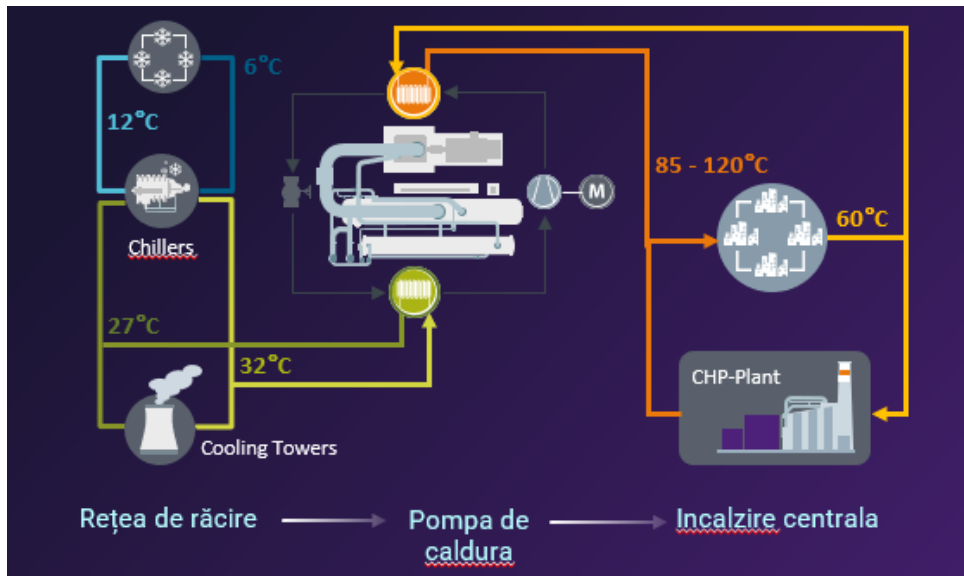 6°C
12°C
Chillers
27°C
32°C
Cooling Towers
M
85 - 120°C
60°C
CHP-Plant
Rețea de răcire
Pompa de
caldura
Incalzire centrala